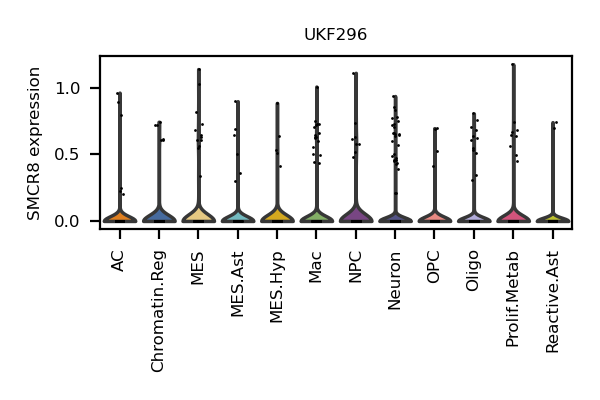 UKF296
SMCR8 expression
1.0
0.5
0.0
AC
Chromatin.Reg
MES
MES.Ast
MES.Hyp
Mac
NPC
Neuron
OPC
Oligo
Prolif.Metab
Reactive.Ast